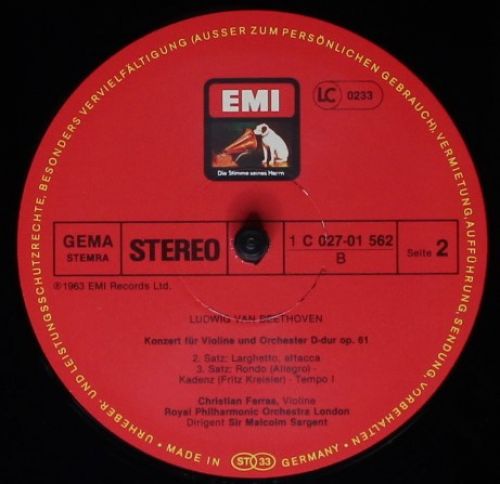 URHEBER- UND LEISTUNGSSCHUTZRECHTE, BESONDERS VERVIELFÄLTIGUNG (AUSSER ZUM PERSÖNLICHEN GEBRAUCH), VERMIETUNG, AUFFÜHRUNG, SENDUNG, VORBEHALTEN
EMI
LC 0233
Die Stimme seines Herrn
GEMA
STEMRA
STEREO
1 C 027-01 562
B
Seite 2
℗1963 EMI Records Ltd.
LUDWIG VAN BEETHOVEN
Konzert für Violine und Orchester D-dur op. 61
2. Satz: Larghetto, attacca
3. Satz: Rondo (Allegro) -
Kadenz (Fritz Kreisler) - Tempo I
Christian Ferras, Violine
Royal Philharmonic Orchestra London
Dirigent Sir Malcolm Sargent
• MADE IN ST 33 GERMANY •